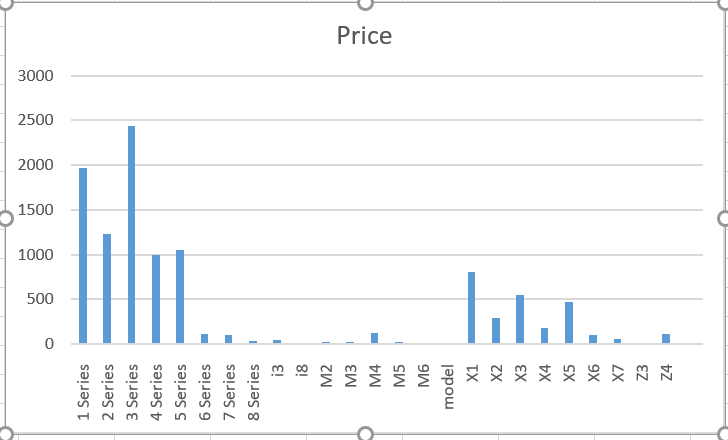 Price
3000
2500
2000
1500
1000
500
0
1 Series
2 Series
3 Series
4 Series
5 Series
6 Series
7 Series
8 Series
i3
i8
M2
M3
M4
M5
M6
model
X1
X2
X3
X4
X5
X6
X7
Z3
Z4